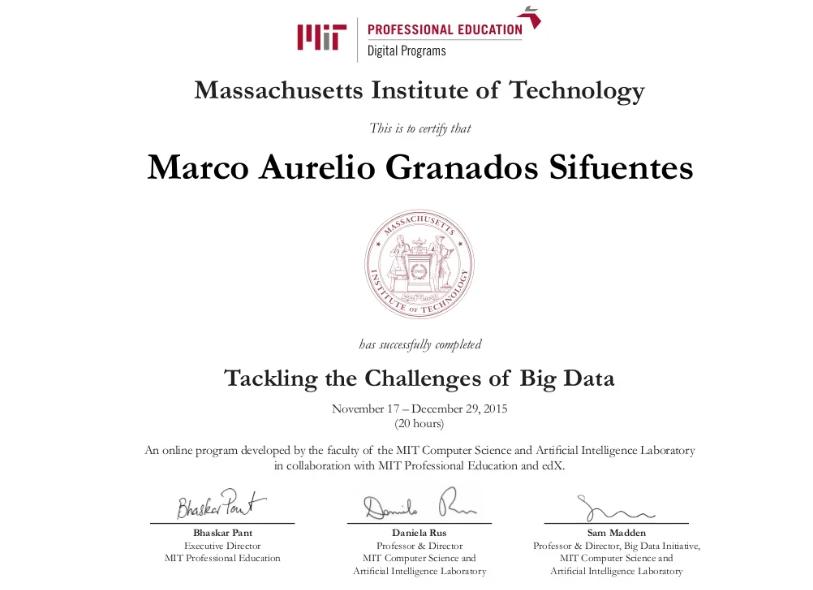 MIT
PROFESSIONAL EDUCATION
Digital Programs
Massachusetts Institute of Technology
This is to certify that
Marco Aurelio Granados Sifuentes
MASSACHUSETTS
INSTITUTE OF TECHNOLOGY
has successfully completed
Tackling the Challenges of Big Data
November 17 – December 29, 2015
(20 hours)
An online program developed by the faculty of the MIT Computer Science and Artificial Intelligence Laboratory
in collaboration with MIT Professional Education and edX.
Bhaskar Pant
Bhaskar Pant
Executive Director
MIT Professional Education
Daniela Rus
Daniela Rus
Professor & Director
MIT Computer Science and
Artificial Intelligence Laboratory
Sam Madden
Professor & Director, Big Data Initiative,
MIT Computer Science and
Artificial Intelligence Laboratory